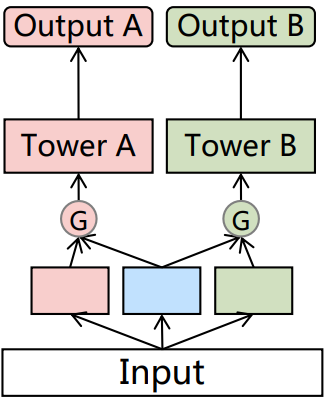 Output A Output B
Tower A Tower B
G G
Input